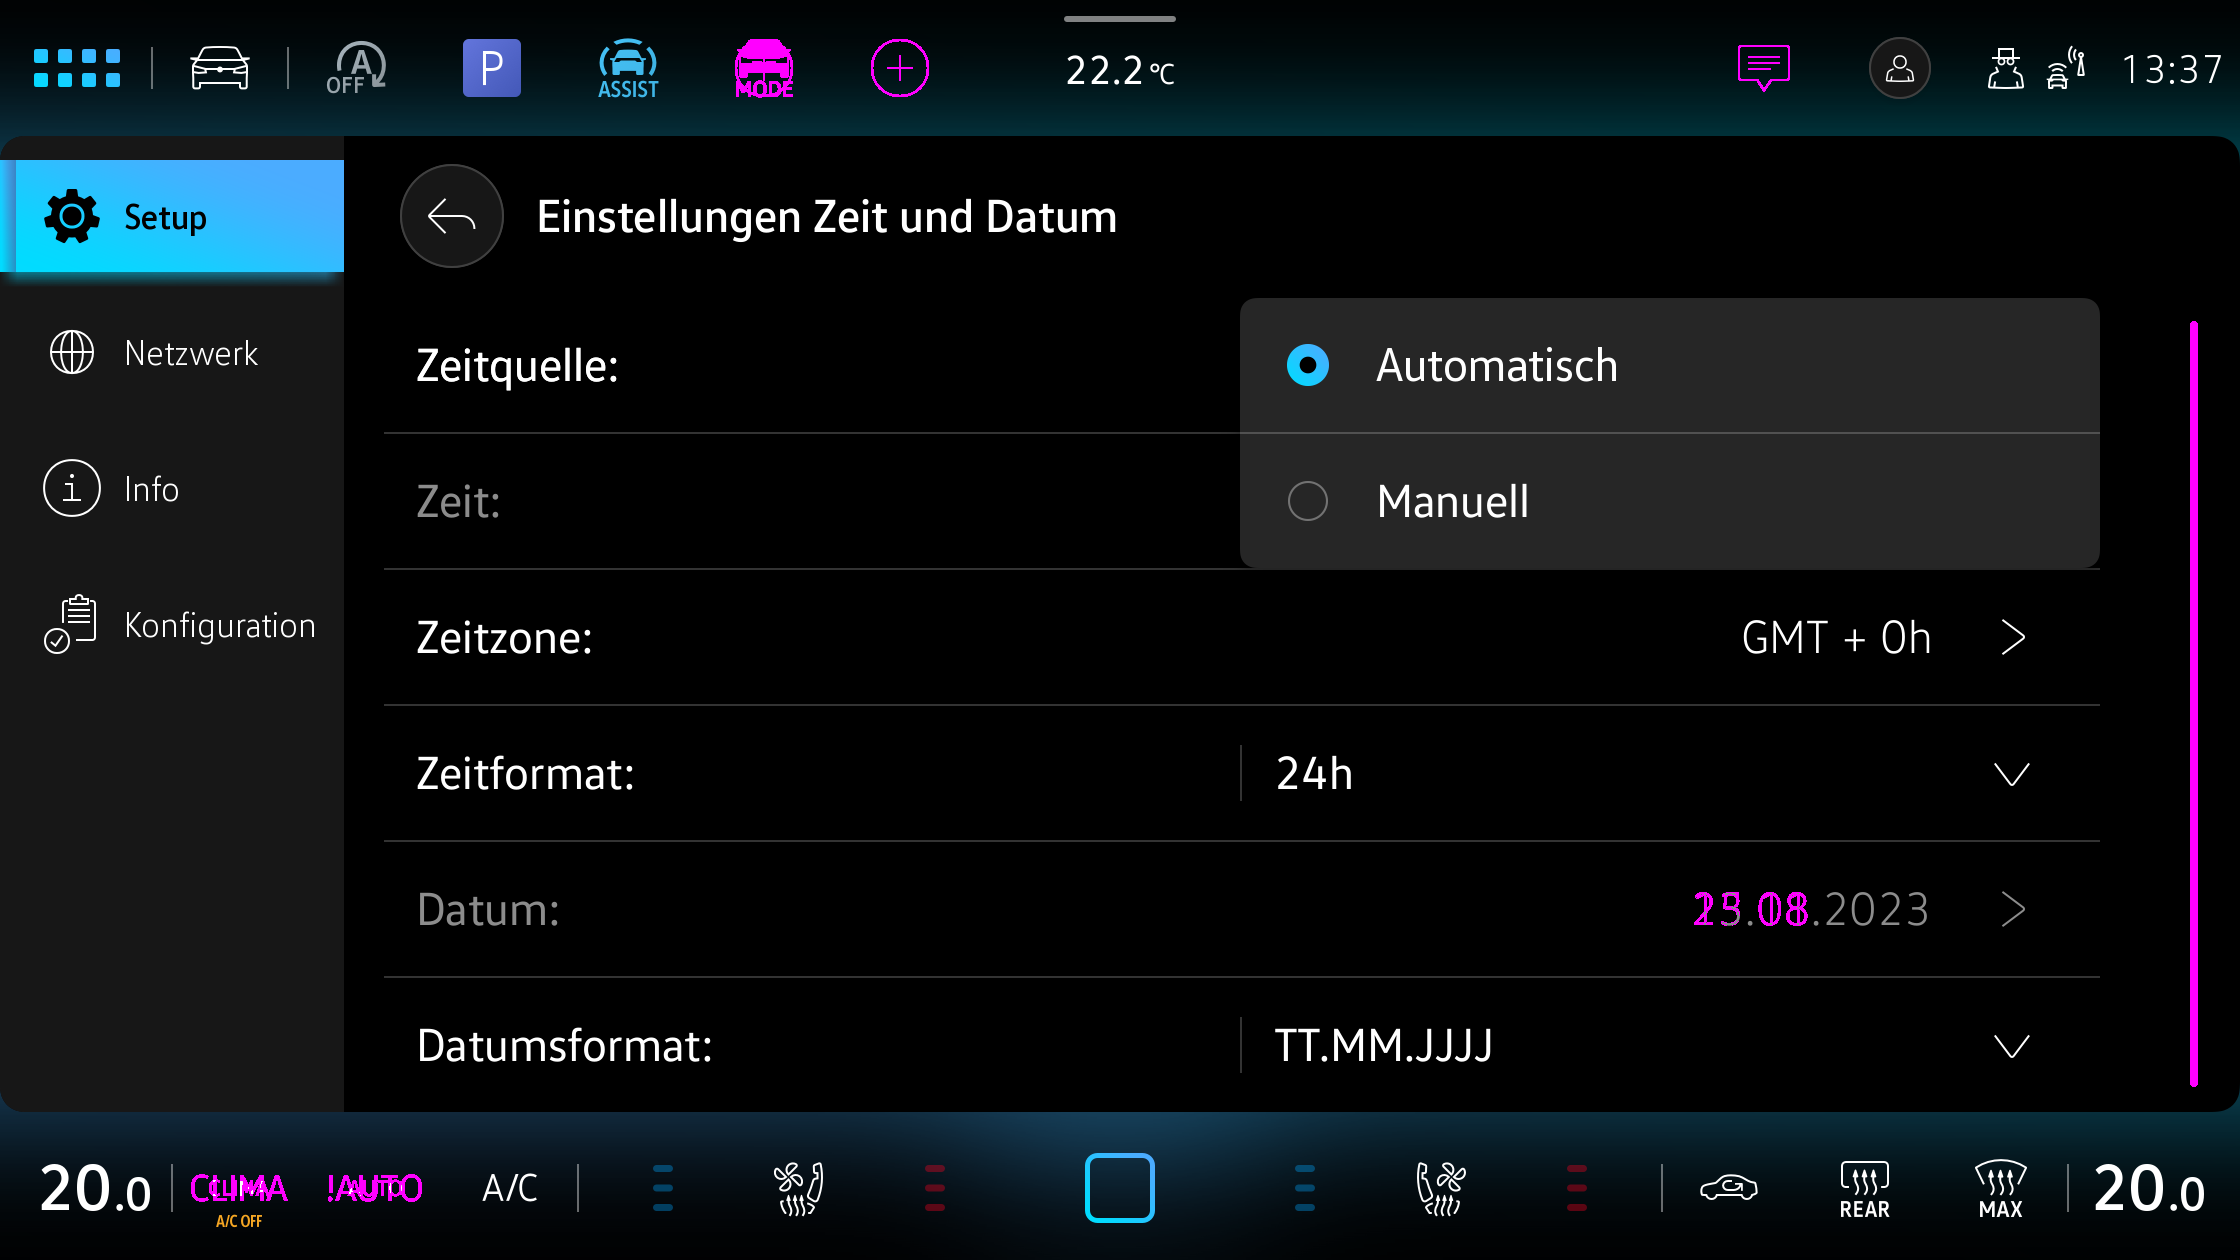 OFF A
P
ASSIST
MODE
22.2 °C
13:37
Setup
Netzwerk
Info
Konfiguration
Einstellungen Zeit und Datum
Zeitquelle:
Automatisch
Zeit:
Manuell
Zeitzone: GMT + 0h
Zeitformat: 24h
Datum: .2023
Datumsformat: TT.MM.JJJJ
20.0
CLIMA
A/C OFF
!AUTO
A/C
REAR
MAX
20.0